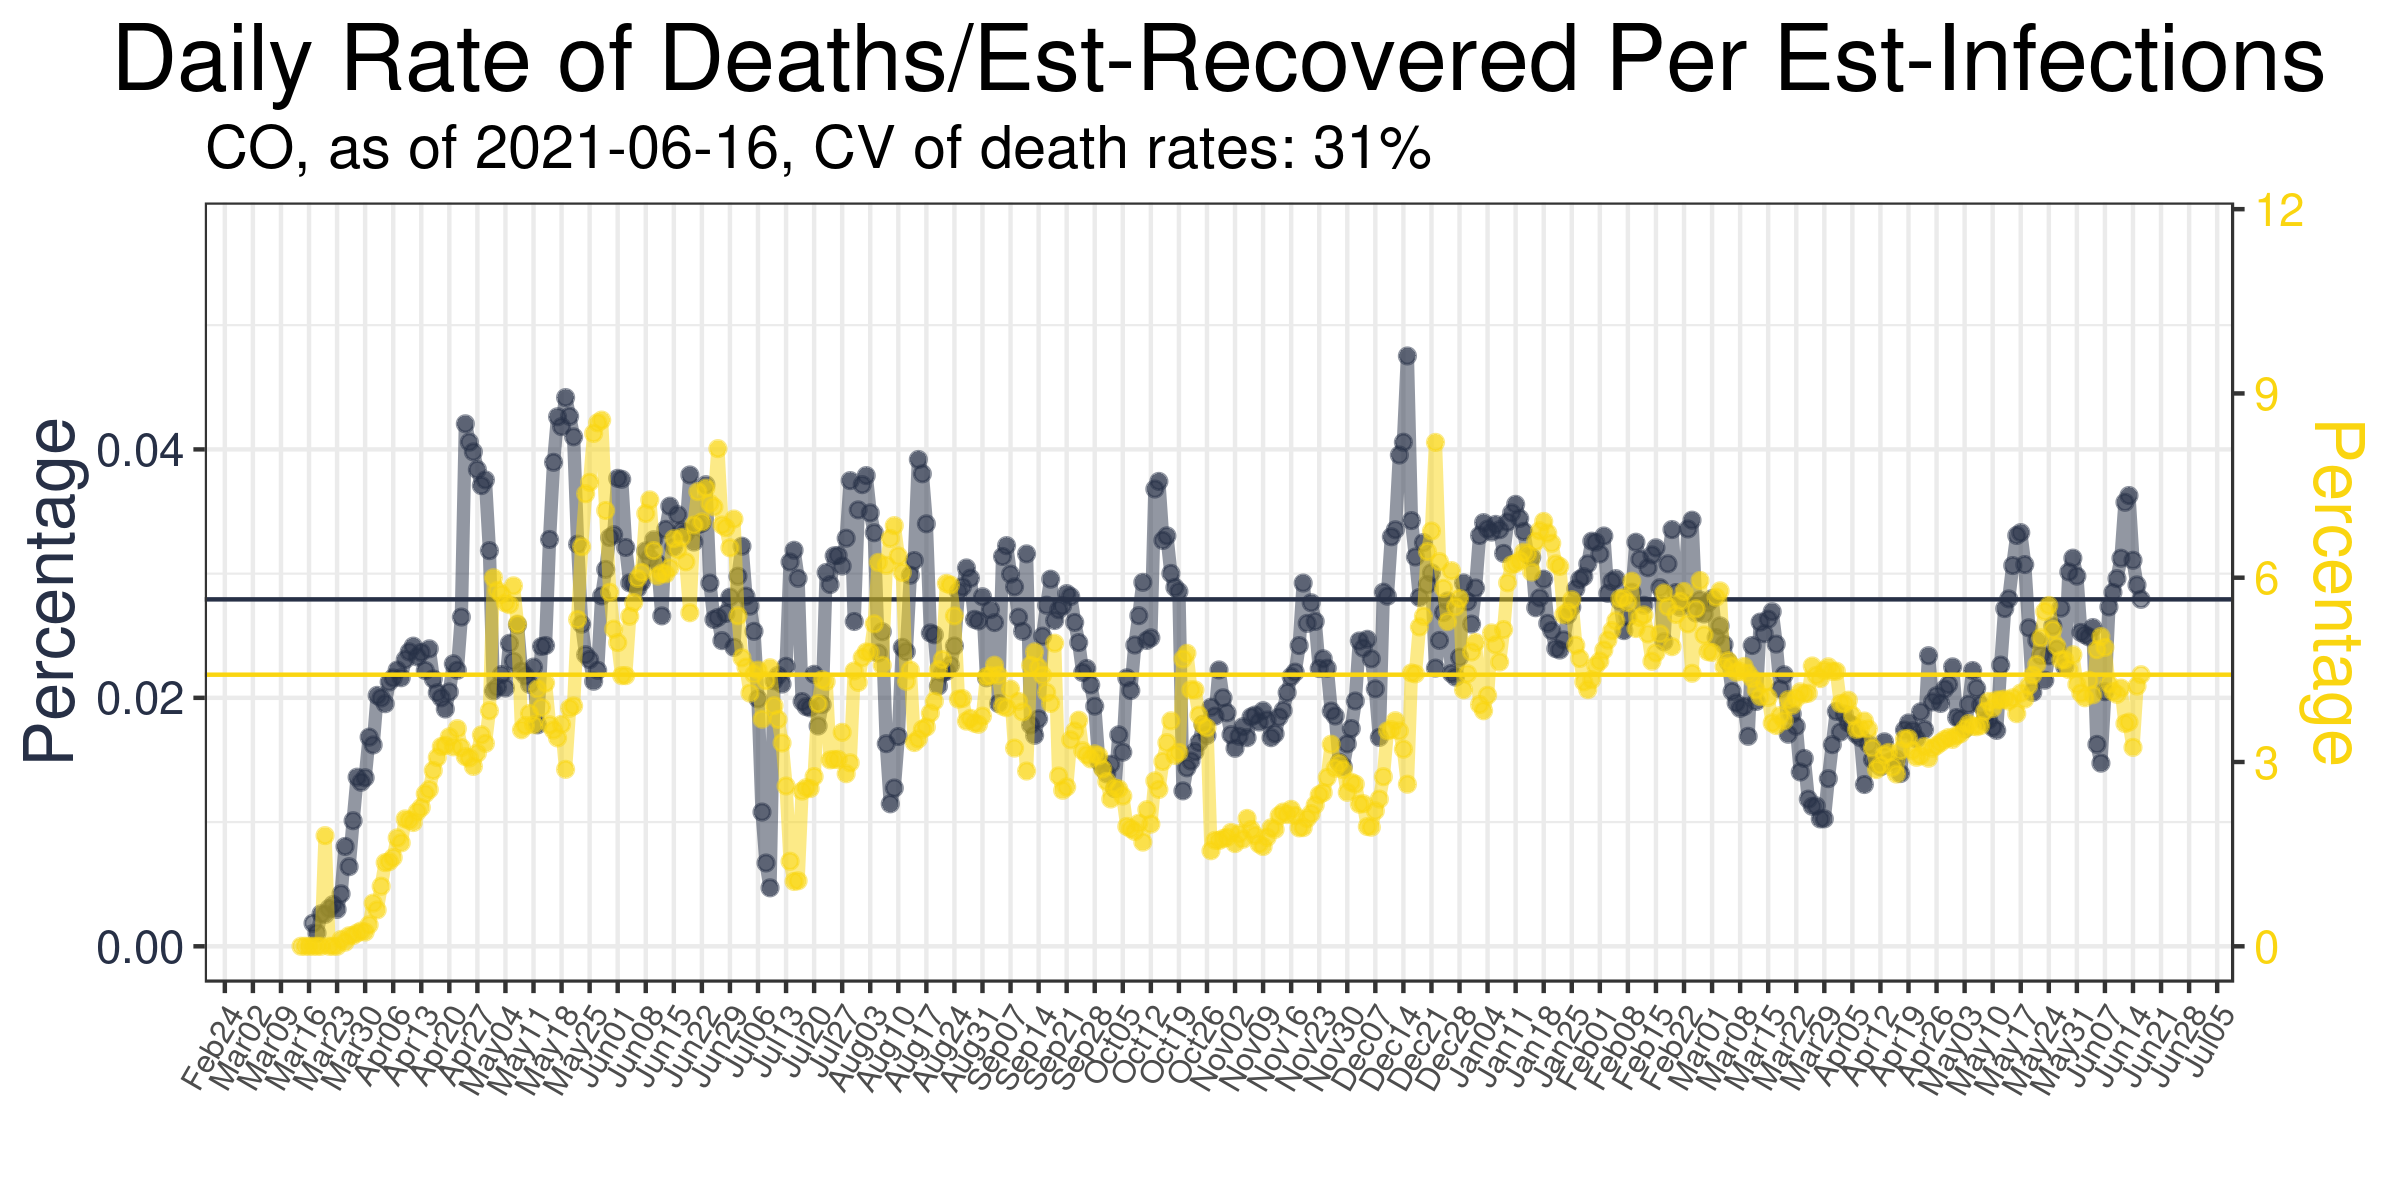 Daily Rate of Deaths/Est-Recovered Per Est-Infections
CO, as of 2021-06-16, CV of death rates: 31%
Percentage
0.04
0.02
0.00
12
9
6
3
0
Percentage
Feb24
Mar02
Mar09
Mar16
Mar23
Mar30
Apr06
Apr13
Apr20
Apr27
May04
May11
May18
May25
Jun01
Jun08
Jun15
Jun22
Jun29
Jul06
Jul13
Jul20
Jul27
Aug03
Aug10
Aug17
Aug24
Aug31
Sep07
Sep14
Sep21
Sep28
Oct05
Oct12
Oct19
Oct26
Nov02
Nov09
Nov16
Nov23
Nov30
Dec07
Dec14
Dec21
Dec28
Jan04
Jan11
Jan18
Jan25
Feb01
Feb08
Feb15
Feb22
Mar01
Mar08
Mar15
Mar22
Mar29
Apr05
Apr12
Apr19
Apr26
May03
May10
May17
May24
May31
Jun07
Jun14
Jun21
Jun28
Jul05